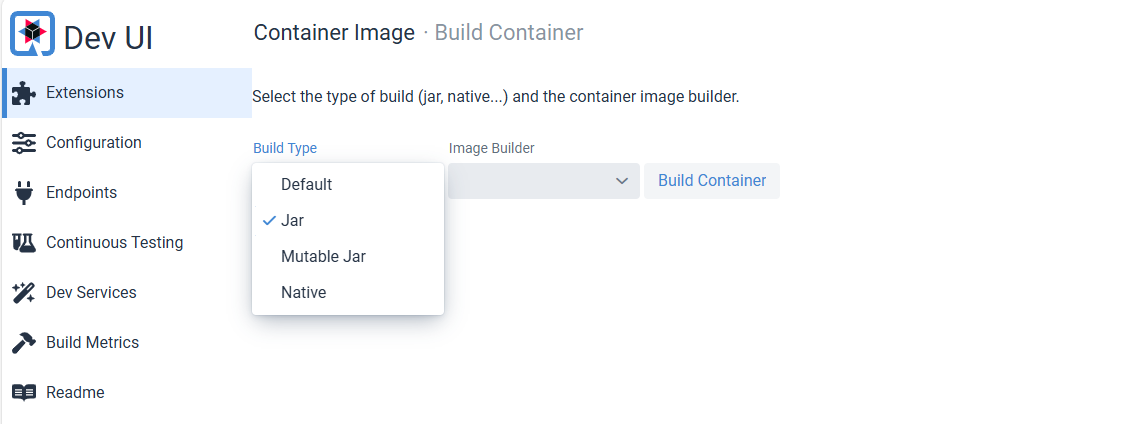 Dev UI
Container Image · Build Container
Extensions
Configuration
Endpoints
Continuous Testing
Dev Services
Build Metrics
Readme
Select the type of build (jar, native...) and the container image builder.
Build Type
Image Builder
Default
Jar
Mutable Jar
Native
Build Container